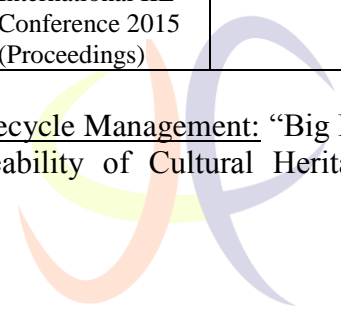 Conference 2015
(Proceedings)
ecycle Management: “Big
eability of Cultural Herita